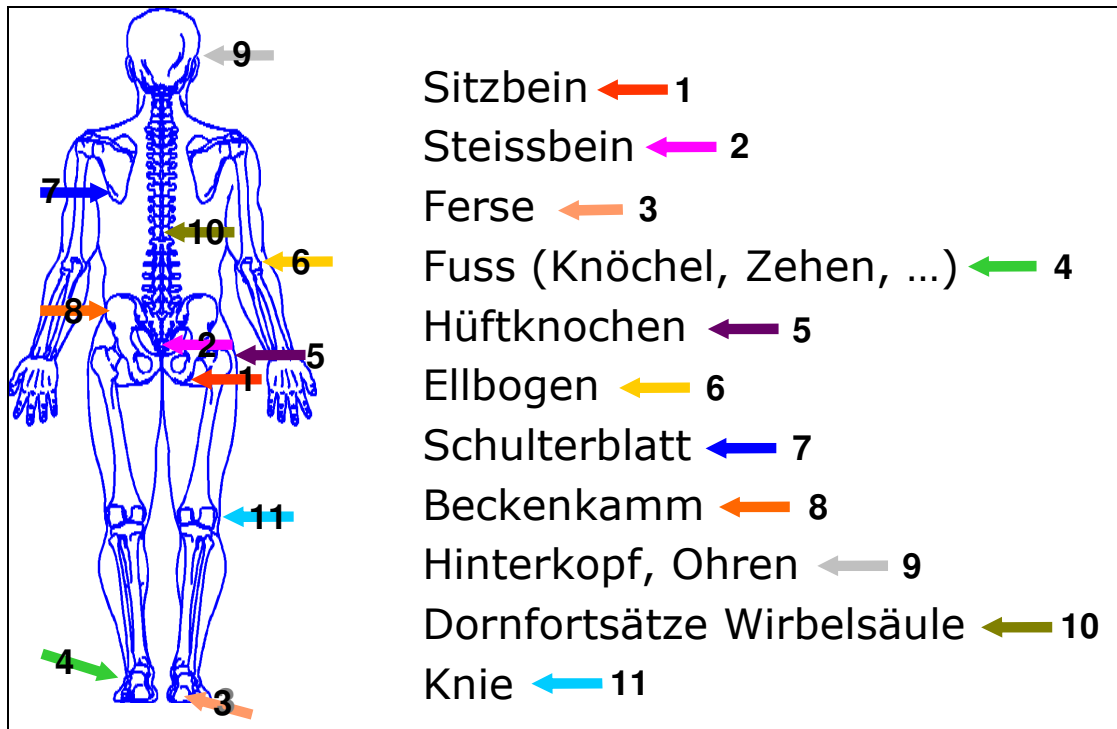 9
7
10
6
8
2
5
1
11
4
3
Sitzbein 1
Steissbein 2
Ferse 3
Fuss (Knöchel, Zehen, ...) 4
Hüftknochen 5
Ellbogen 6
Schulterblatt 7
Beckenkamm 8
Hinterkopf, Ohren 9
Dornfortsätze Wirbelsäule 10
Knie 11